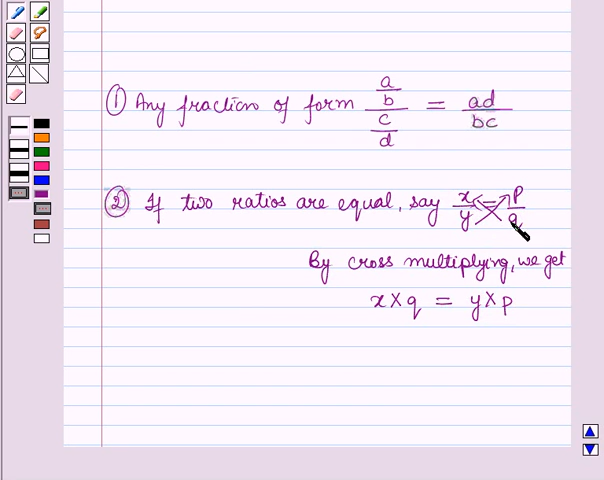 ① Any fraction of form a/b / c/d = ad/bc
② If two ratios are equal, say x/y = p/q
By cross multiplying, we get
x × q = y × p